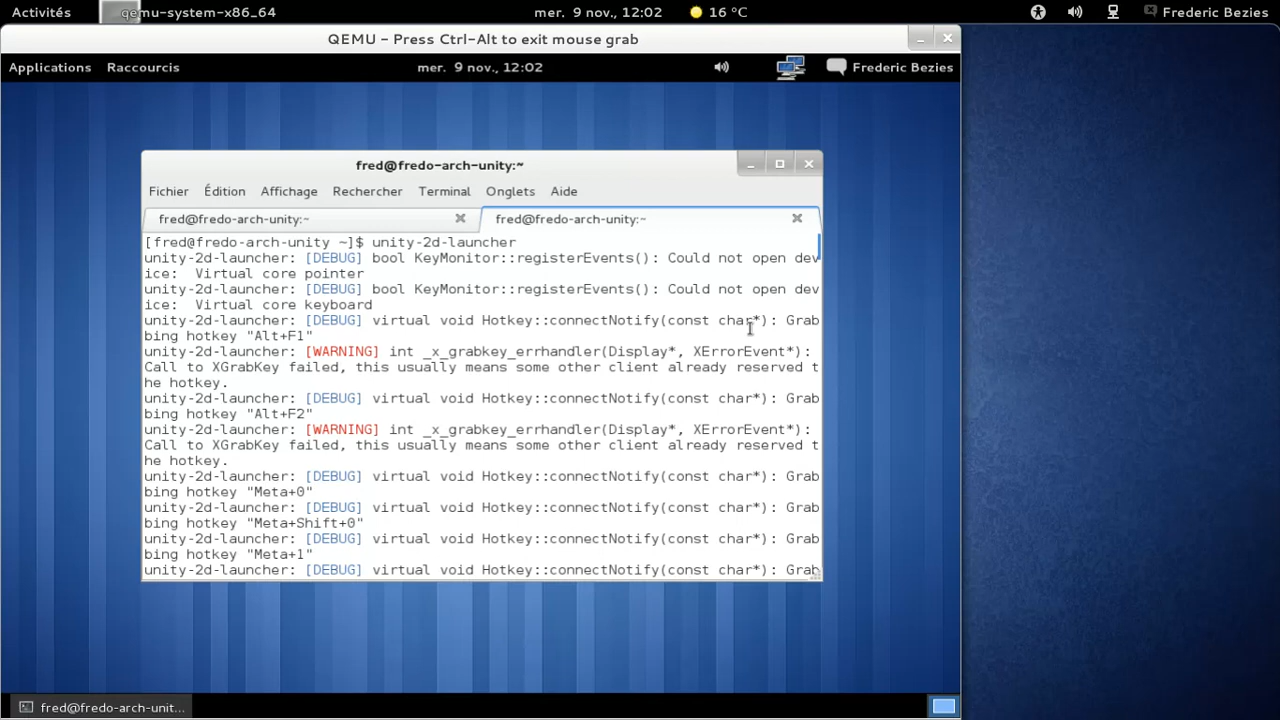 Activités qemu-system-x86_64 mer. 9 nov., 12:02 16 °C Frederic Bezies
QEMU - Press Ctrl-Alt to exit mouse grab
Applications Raccourcis mer. 9 nov., 12:02 Frederic Bezies
fred@fredo-arch-unity:~
Fichier Édition Affichage Rechercher Terminal Onglets Aide
fred@fredo-arch-unity:~ fred@fredo-arch-unity:~
[fred@fredo-arch-unity ~]$ unity-2d-launcher
unity-2d-launcher: [DEBUG] bool KeyMonitor::registerEvents(): Could not open dev
ice:  Virtual core pointer
unity-2d-launcher: [DEBUG] bool KeyMonitor::registerEvents(): Could not open dev
ice:  Virtual core keyboard
unity-2d-launcher: [DEBUG] virtual void Hotkey::connectNotify(const char*): Grab
bing hotkey "Alt+F1"
unity-2d-launcher: [WARNING] int _x_grabkey_errhandler(Display*, XErrorEvent*):
Call to XGrabKey failed, this usually means some other client already reserved t
he hotkey.
unity-2d-launcher: [DEBUG] virtual void Hotkey::connectNotify(const char*): Grab
bing hotkey "Alt+F2"
unity-2d-launcher: [WARNING] int _x_grabkey_errhandler(Display*, XErrorEvent*):
Call to XGrabKey failed, this usually means some other client already reserved t
he hotkey.
unity-2d-launcher: [DEBUG] virtual void Hotkey::connectNotify(const char*): Grab
bing hotkey "Meta+0"
unity-2d-launcher: [DEBUG] virtual void Hotkey::connectNotify(const char*): Grab
bing hotkey "Meta+Shift+0"
unity-2d-launcher: [DEBUG] virtual void Hotkey::connectNotify(const char*): Grab
bing hotkey "Meta+1"
unity-2d-launcher: [DEBUG] virtual void Hotkey::connectNotify(const char*): Grab
fred@fredo-arch-unit...